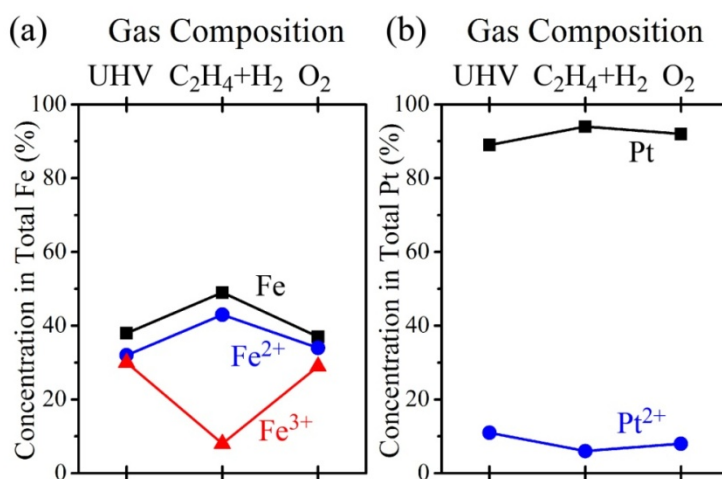 (a) Gas Composition
UHV C₂H₄+H₂ O₂
Concentration in Total Fe (%)
100
80
60
40
20
0
Fe
Fe²⁺
Fe³⁺
(b) Gas Composition
UHV C₂H₄+H₂ O₂
Concentration in Total Pt (%)
100
80
60
40
20
0
Pt
Pt²⁺